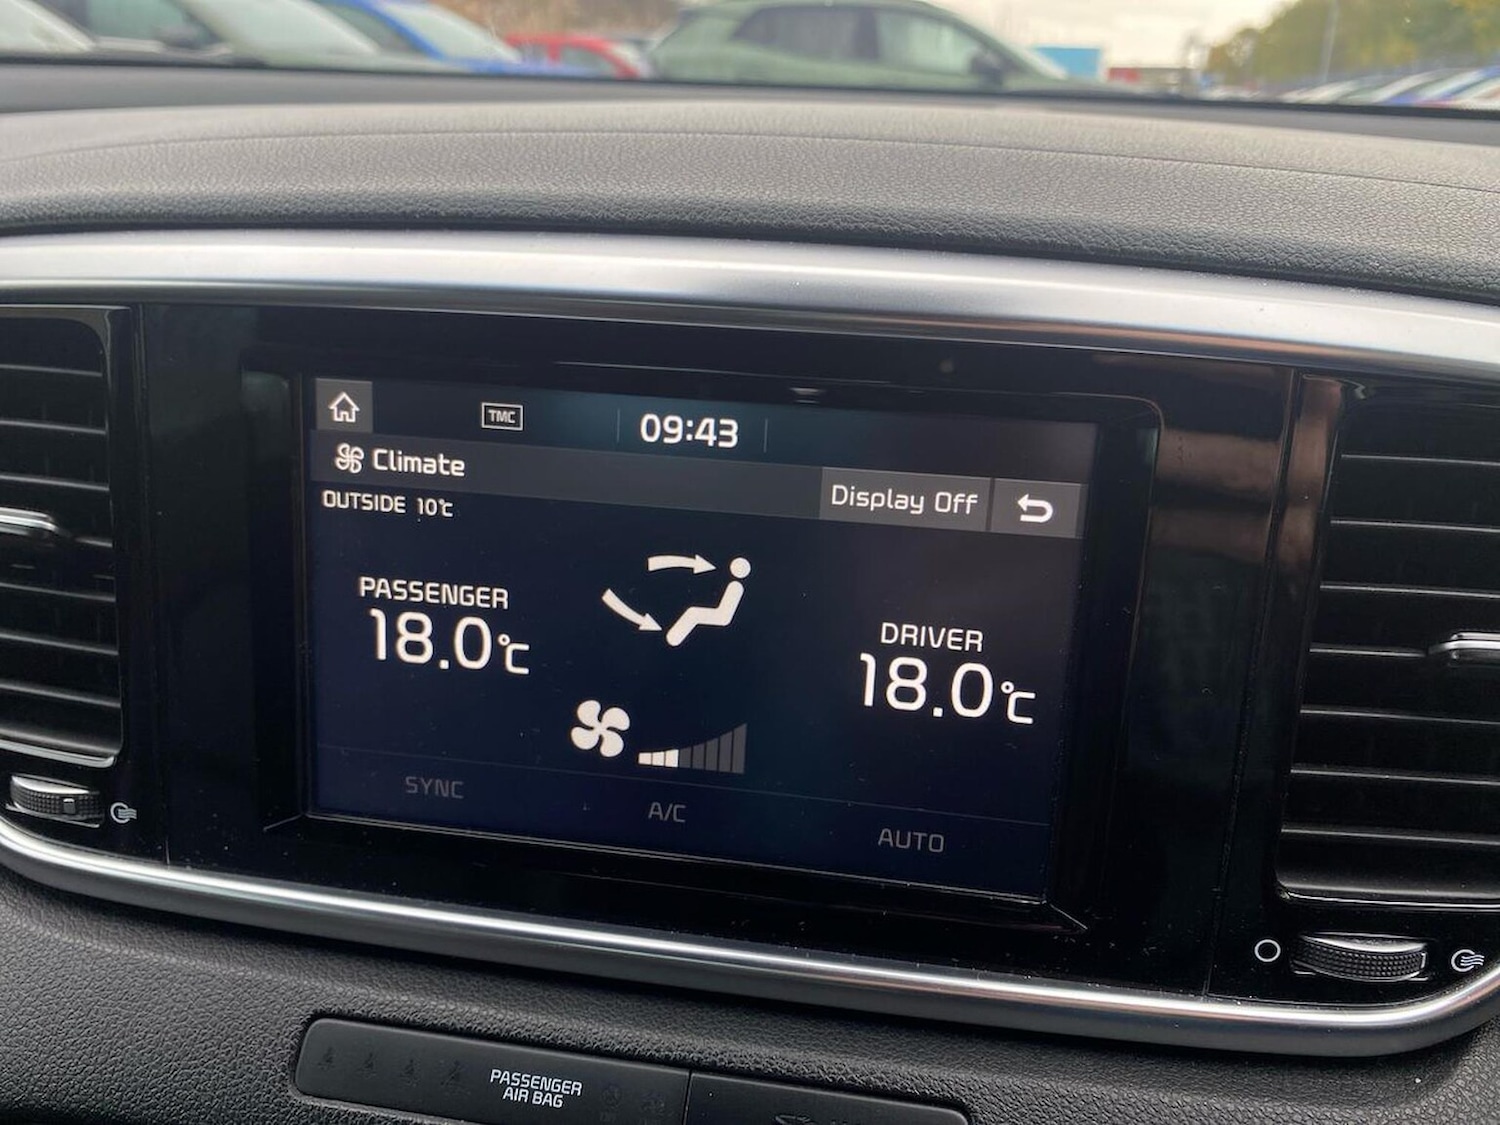 TMC
09:43
Climate
Display Off
OUTSIDE 10°C
PASSENGER
18.0°C
DRIVER
18.0°C
SYNC
A/C
AUTO
PASSENGER
AIR BAG